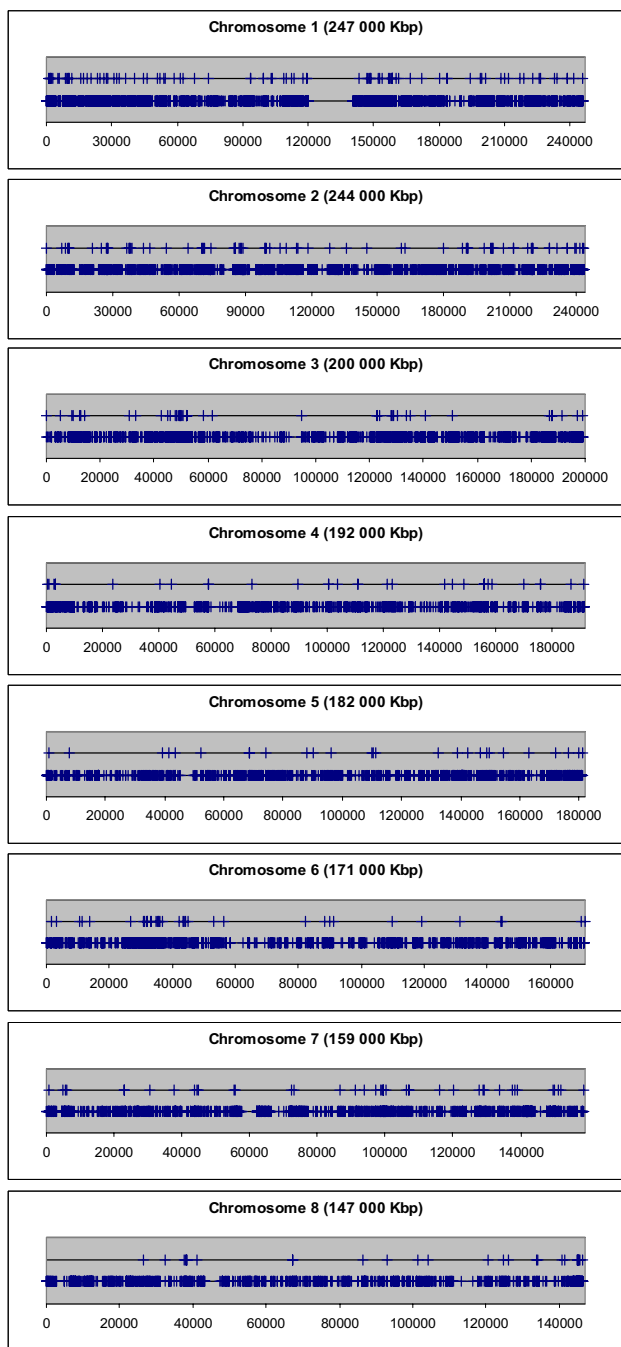 Chromosome 1 (247 000 Kbp)
0 30000 60000 90000 120000 150000 180000 210000 240000
Chromosome 2 (244 000 Kbp)
0 30000 60000 90000 120000 150000 180000 210000 240000
Chromosome 3 (200 000 Kbp)
0 20000 40000 60000 80000 100000 120000 140000 160000 180000 200000
Chromosome 4 (192 000 Kbp)
0 20000 40000 60000 80000 100000 120000 140000 160000 180000
Chromosome 5 (182 000 Kbp)
0 20000 40000 60000 80000 100000 120000 140000 160000 180000
Chromosome 6 (171 000 Kbp)
0 20000 40000 60000 80000 100000 120000 140000 160000
Chromosome 7 (159 000 Kbp)
0 20000 40000 60000 80000 100000 120000 140000
Chromosome 8 (147 000 Kbp)
0 20000 40000 60000 80000 100000 120000 140000